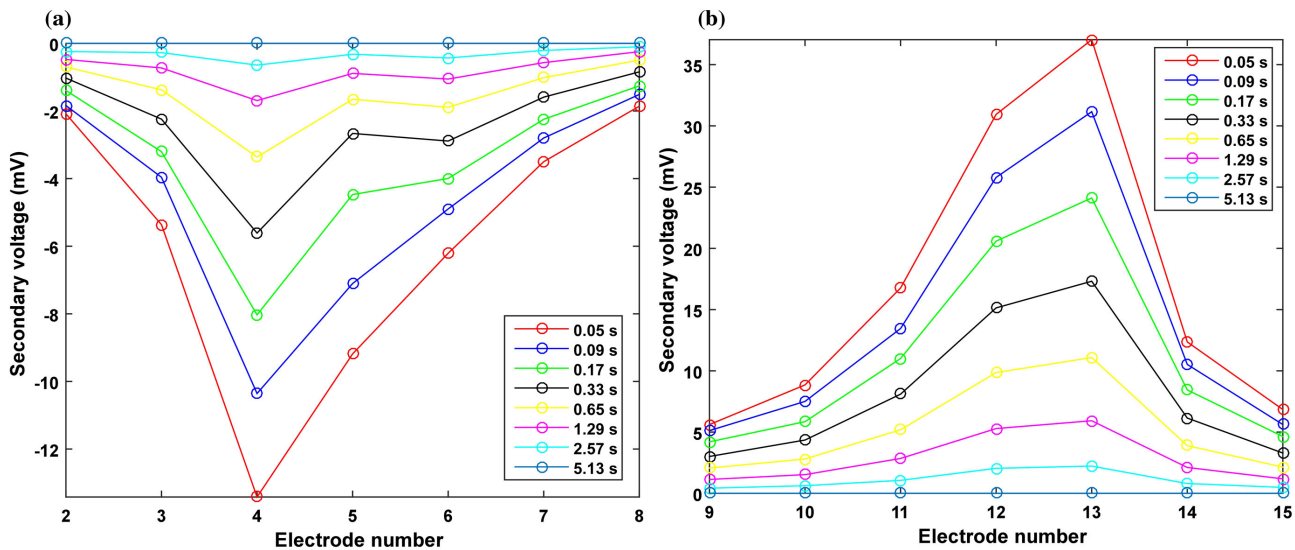 (a)
Secondary voltage (mV)
0
-2
-4
-6
-8
-10
-12
2 3 4 5 6 7 8
Electrode number
0.05 s
0.09 s
0.17 s
0.33 s
0.65 s
1.29 s
2.57 s
5.13 s
(b)
Secondary voltage (mV)
35
30
25
20
15
10
5
0
9 10 11 12 13 14 15
Electrode number
0.05 s
0.09 s
0.17 s
0.33 s
0.65 s
1.29 s
2.57 s
5.13 s